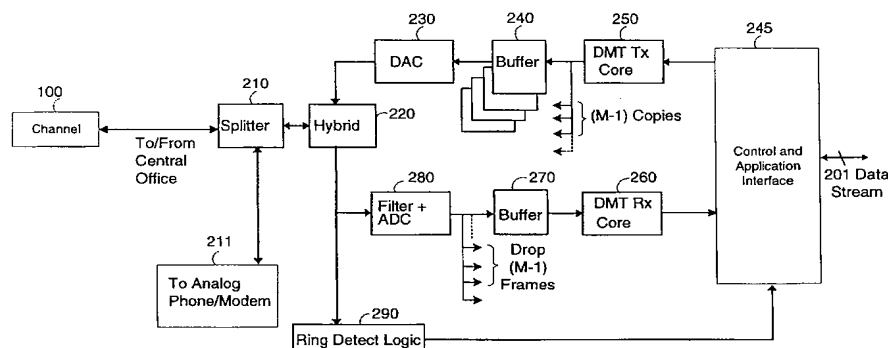 230
240
250
245
DAC
Buffer
DMT Tx
Core
100
210
Channel
Splitter
Hybrid
220
(M-1) Copies
To/From
Central
Office
Control and
Application
Interface
201 Data
Stream
280
270
260
Filter +
ADC
Buffer
DMT Rx
Core
211
Drop
(M-1)
Frames
To Analog
Phone/Modem
290
Ring Detect Logic